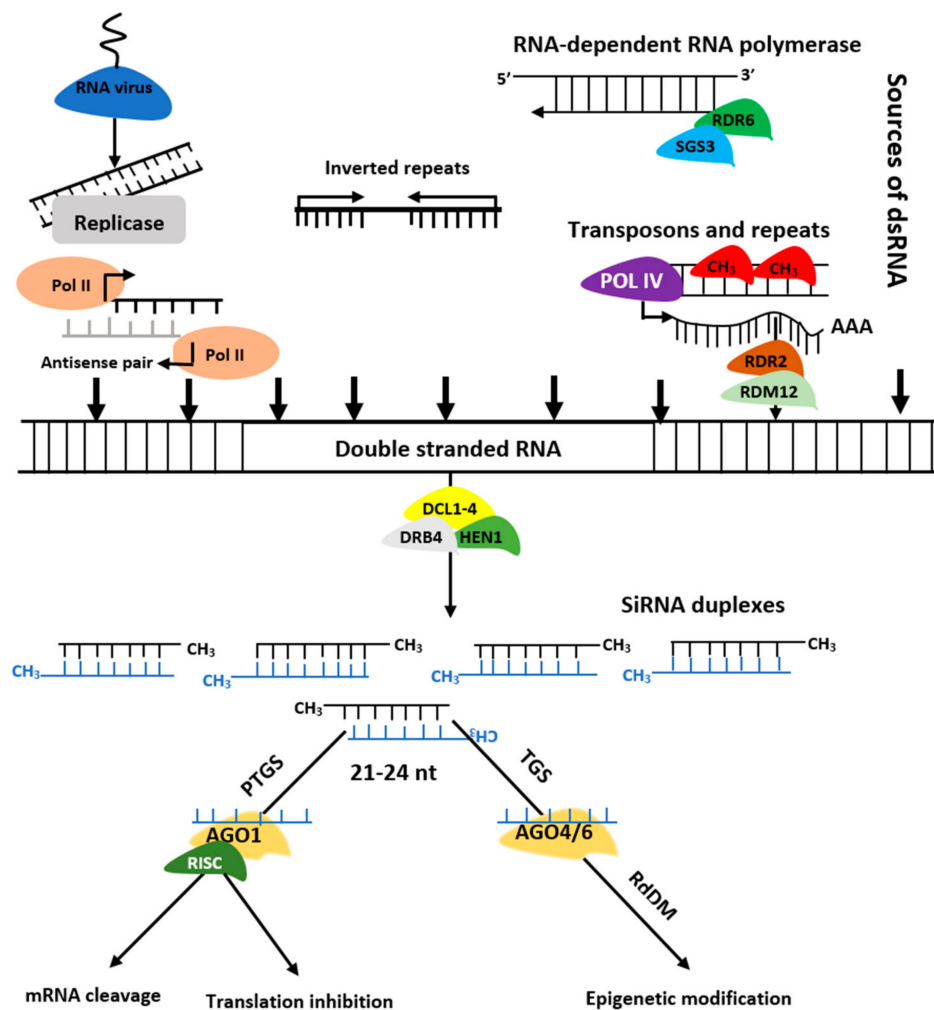 RNA-dependent RNA polymerase
5’
3’
RNA virus
RDR6
SGS3
Sources of dsRNA
Inverted repeats
Replicase
Transposons and repeats
Pol II
POL IV
CH₃
CH₃
AAA
Antisense pair
Pol II
RDR2
RDM12
Double stranded RNA
DCL1-4
DRB4
HEN1
SiRNA duplexes
CH₃
CH₃
CH₃
CH₃
CH₃
CH₃
CH₃
CH₃
CH₃
CH₃
21-24 nt
PTGS
TGS
AGO1
RISC
AGO4/6
RdDM
mRNA cleavage
Translation inhibition
Epigenetic modification